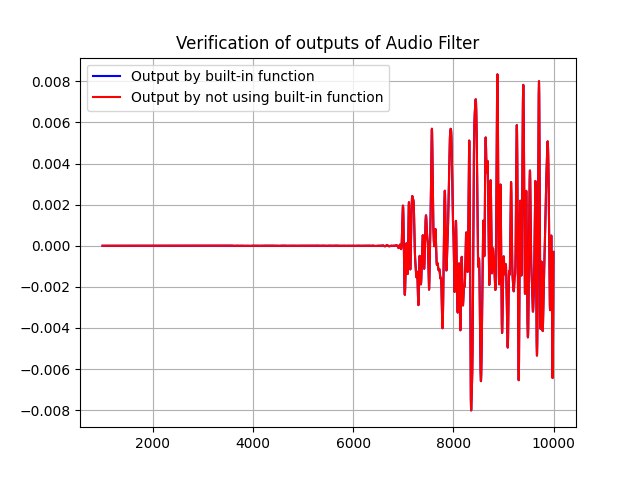 Verification of outputs of Audio Filter
Output by built-in function
Output by not using built-in function
0.008
0.006
0.004
0.002
0.000
−0.002
−0.004
−0.006
−0.008
2000 4000 6000 8000 10000